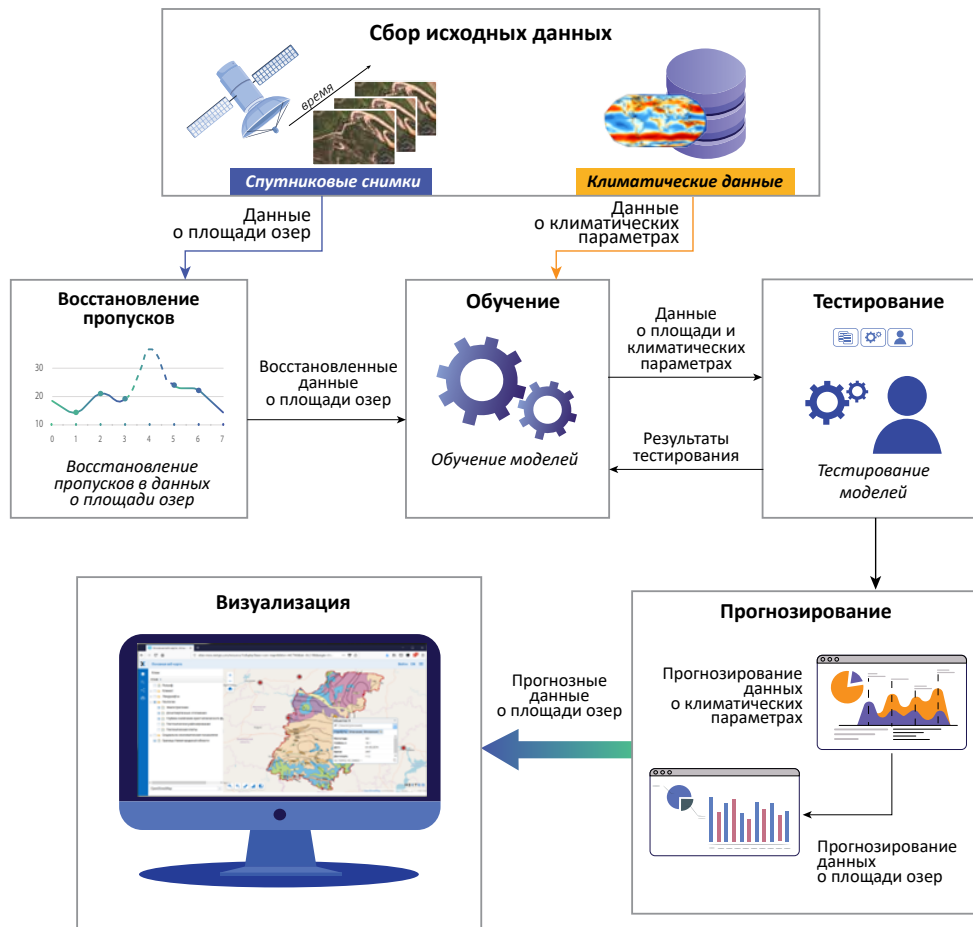 Сбор исходных данных
время
Спутниковые снимки
Климатические данные
Данные
о площади озер
Данные
о климатических
параметрах
Восстановление
пропусков
30
20
10
0 1 2 3 4 5 6 7
Восстановление
пропусков в данных
о площади озер
Восстановленные
данные
о площади озер
Обучение
Обучение моделей
Данные
о площади и
климатических
параметрах
Результаты
тестирования
Тестирование
Тестирование
моделей
Визуализация
Прогнозные
данные
о площади озер
Прогнозирование
Прогнозирование
данных
о климатических
параметрах
Прогнозирование
данных
о площади озер